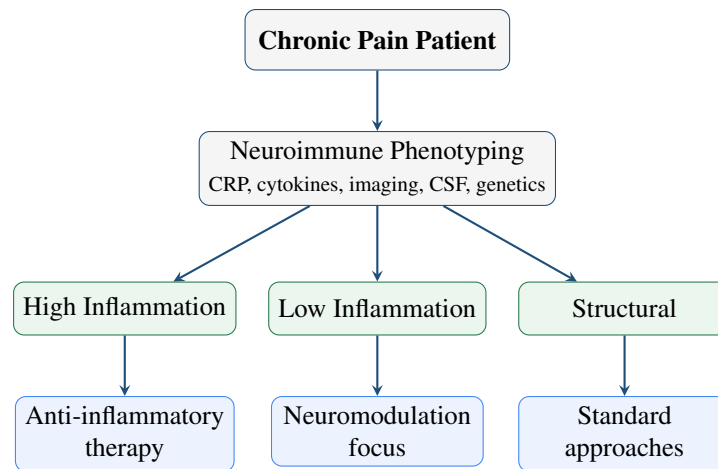 Chronic Pain Patient
Neuroimmune Phenotyping
CRP, cytokines, imaging, CSF, genetics
High Inflammation
Low Inflammation
Structural
Anti-inflammatory
therapy
Neuromodulation
focus
Standard
approaches